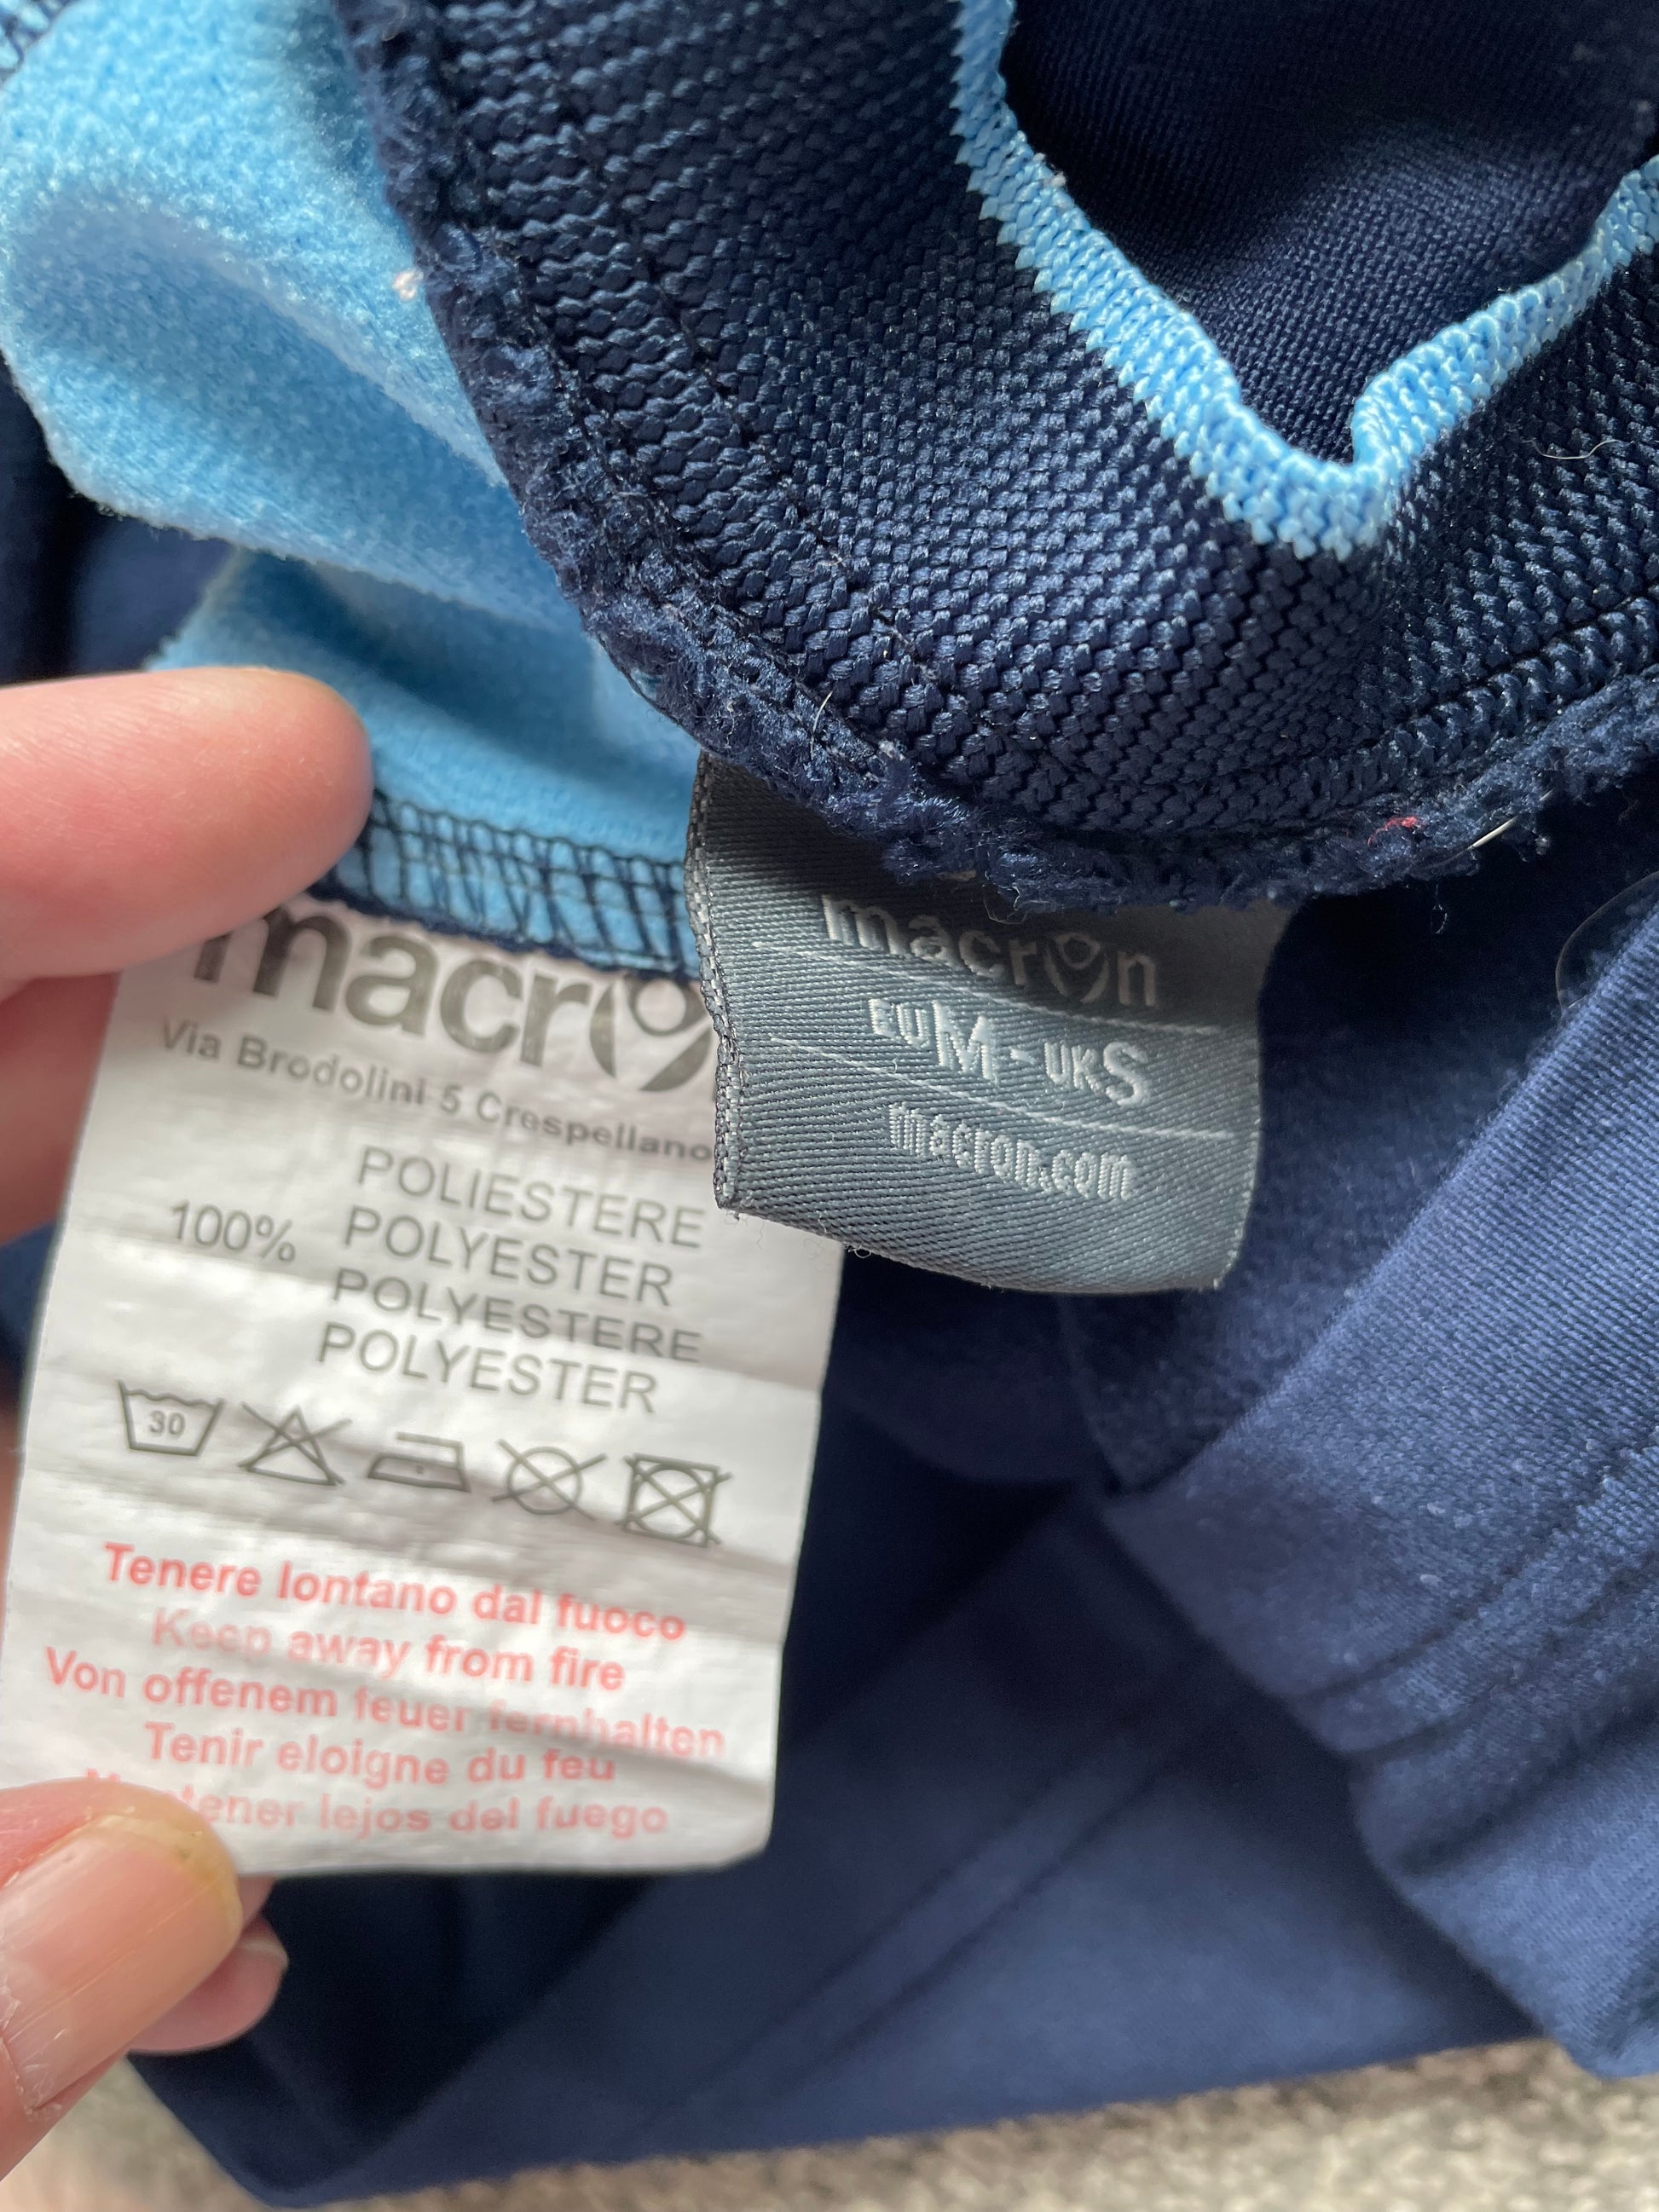 macron
Via Brodolini 5 Crespellano
100%
POLIESTERE
POLYESTER
POLYESTERE
POLYESTER
30
Tenere lontano dal fuoco
Keep away from fire
Von offenem feuer fernhalten
Tenir eloigne du feu
lejos del fuego
macron
EU M - UK S
macron.com